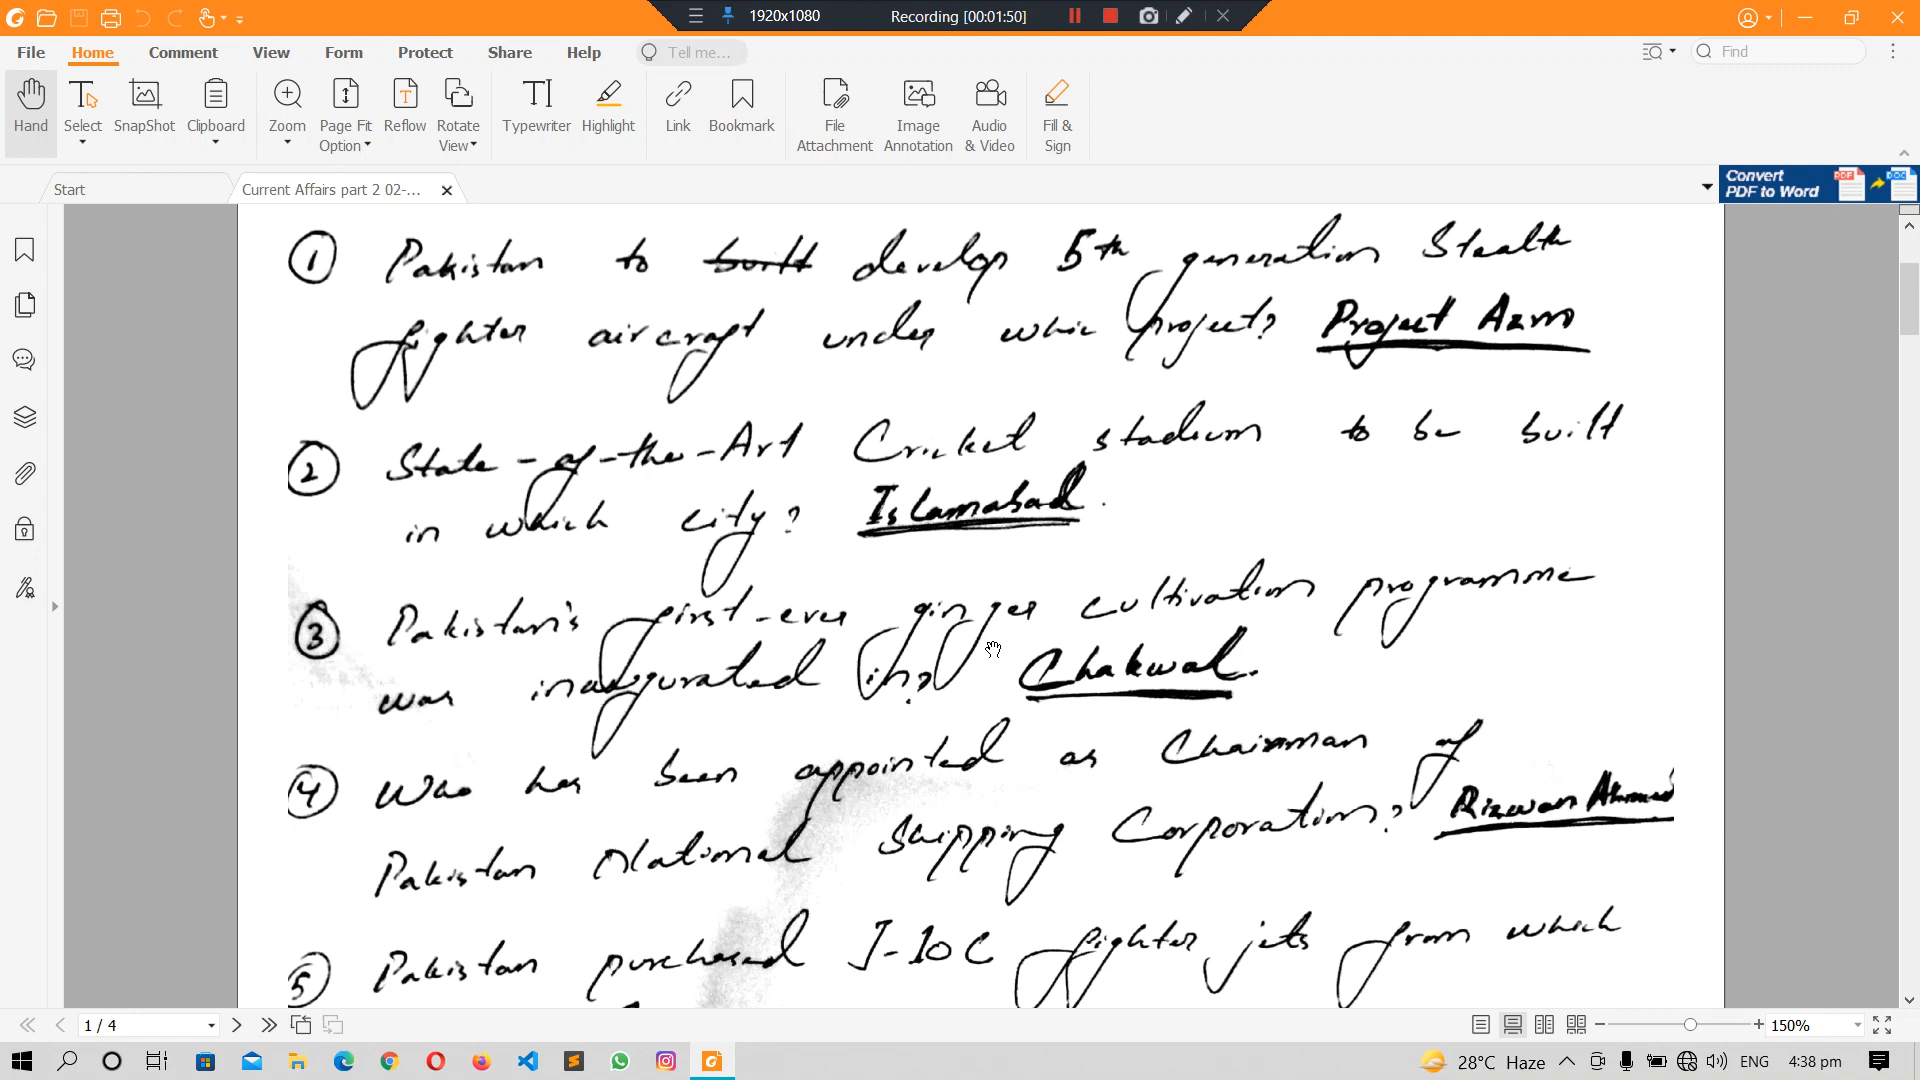 1920x1080
Recording [00:01:50]
File Home Comment View Form Protect Share Help Tell me... Find
Hand Select SnapShot Clipboard Zoom Page Fit Option Reflow Rotate View Typewriter Highlight Link Bookmark File Attachment Image Annotation Audio & Video Fill & Sign
Start Current Affairs part 2 02-... Convert PDF to Word PDF DOC
1 Pakistan to built develop 5th generation Stealth
fighter aircraft under whic project? Project Azm
2 State-of-the-Art Cricket stadium to be built
in which city? Islamabad.
3 Pakistan's first-ever ginger cultivation programme
was inaugurated in? Chakwal.
4 Who has been appointed as Chairman of
Pakistan National Shipping Corporation? Rizwan Ahmed
5 Pakistan purchased J-10C fighter jets from which
1 / 4 150%
28°C Haze ENG 4:38 pm